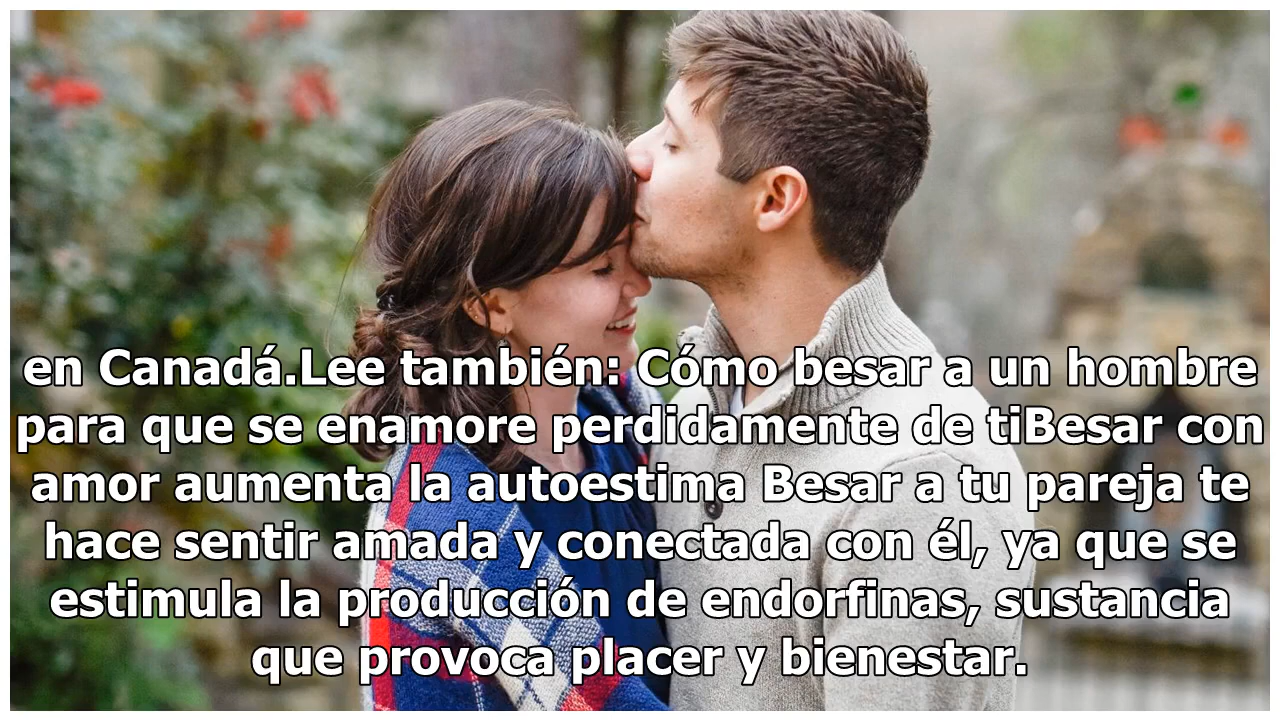 en Canadá.Lee también: Cómo besar a un hombre
para que se enamore perdidamente de tiBesar con
amor aumenta la autoestima Besar a tu pareja te
hace sentir amada y conectada con él, ya que se
estimula la producción de endorfinas, sustancia
que provoca placer y bienestar.